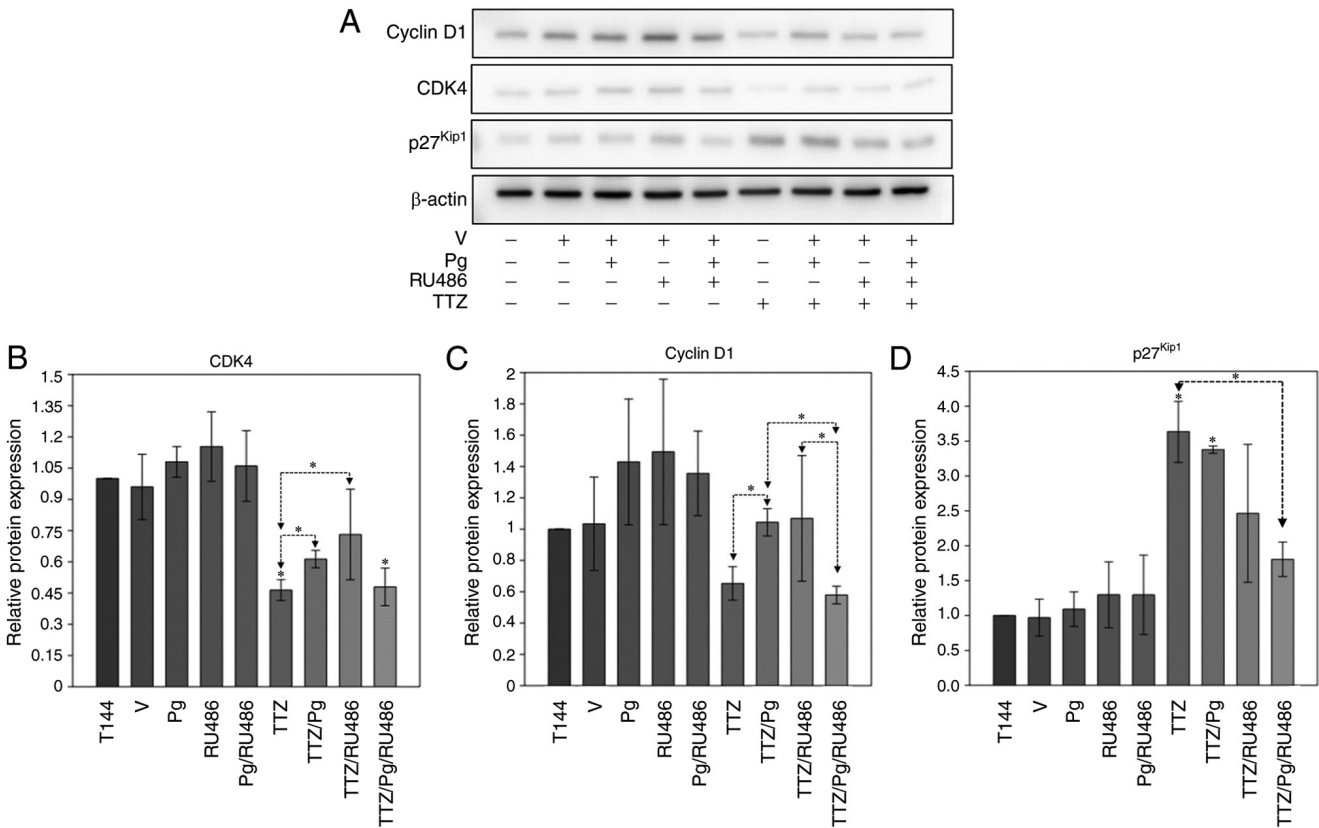 A
Cyclin D1
CDK4
p27Kip1
β-actin
V – + + + + – + + +
Pg – – + – + – + – +
RU486 – – – + + – – + +
TTZ – – – – – + + + +
B
CDK4
Relative protein expression
1.5
1.35
1.2
1.05
0.9
0.75
0.6
0.45
0.3
0.15
0
* * * *
T144 V Pg RU486 Pg/RU486 TTZ TTZ/Pg TTZ/RU486 TTZ/Pg/RU486
C
Cyclin D1
Relative protein expression
2
1.8
1.6
1.4
1.2
1
0.8
0.6
0.4
0.2
0
* * *
T144 V Pg RU486 Pg/RU486 TTZ TTZ/Pg TTZ/RU486 TTZ/Pg/RU486
D
p27Kip1
Relative protein expression
4.5
4.0
3.5
3.0
2.5
2.0
1.5
1.0
0.5
0.0
* * *
T144 V Pg RU486 Pg/RU486 TTZ TTZ/Pg TTZ/RU486 TTZ/Pg/RU486